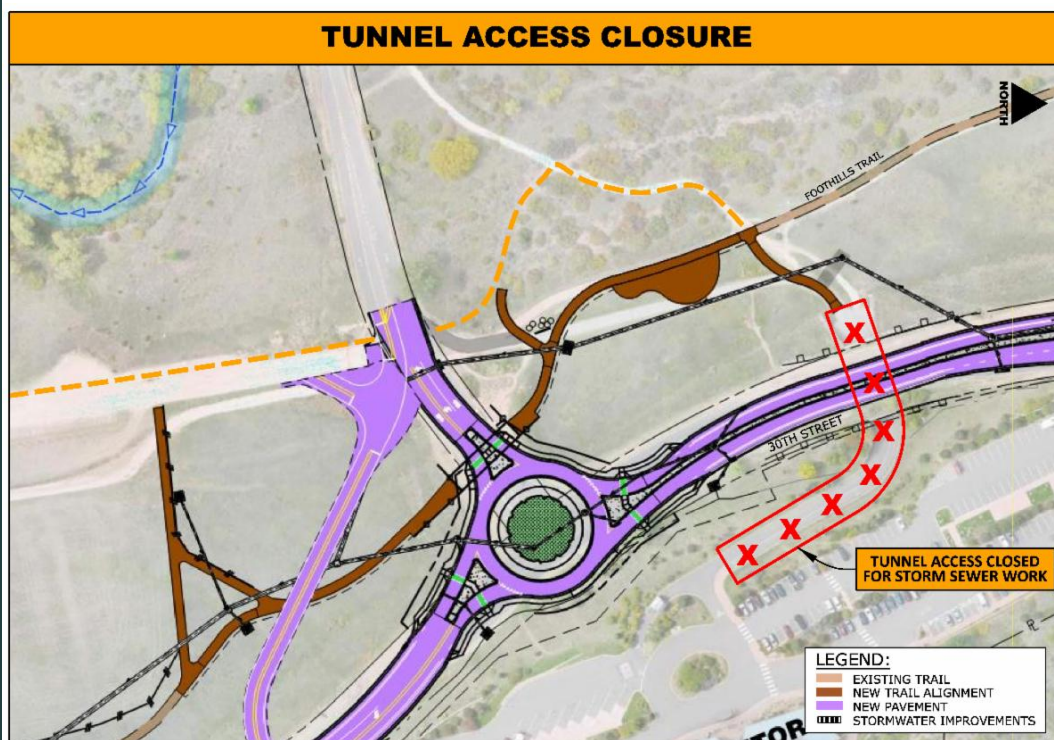 TUNNEL ACCESS CLOSURE
NORTH
FOOTHILLS TRAIL
30TH STREET
X
X
X
X
X
X
X
TUNNEL ACCESS CLOSED
FOR STORM SEWER WORK
LEGEND:
EXISTING TRAIL
NEW TRAIL ALIGNMENT
NEW PAVEMENT
STORMWATER IMPROVEMENTS